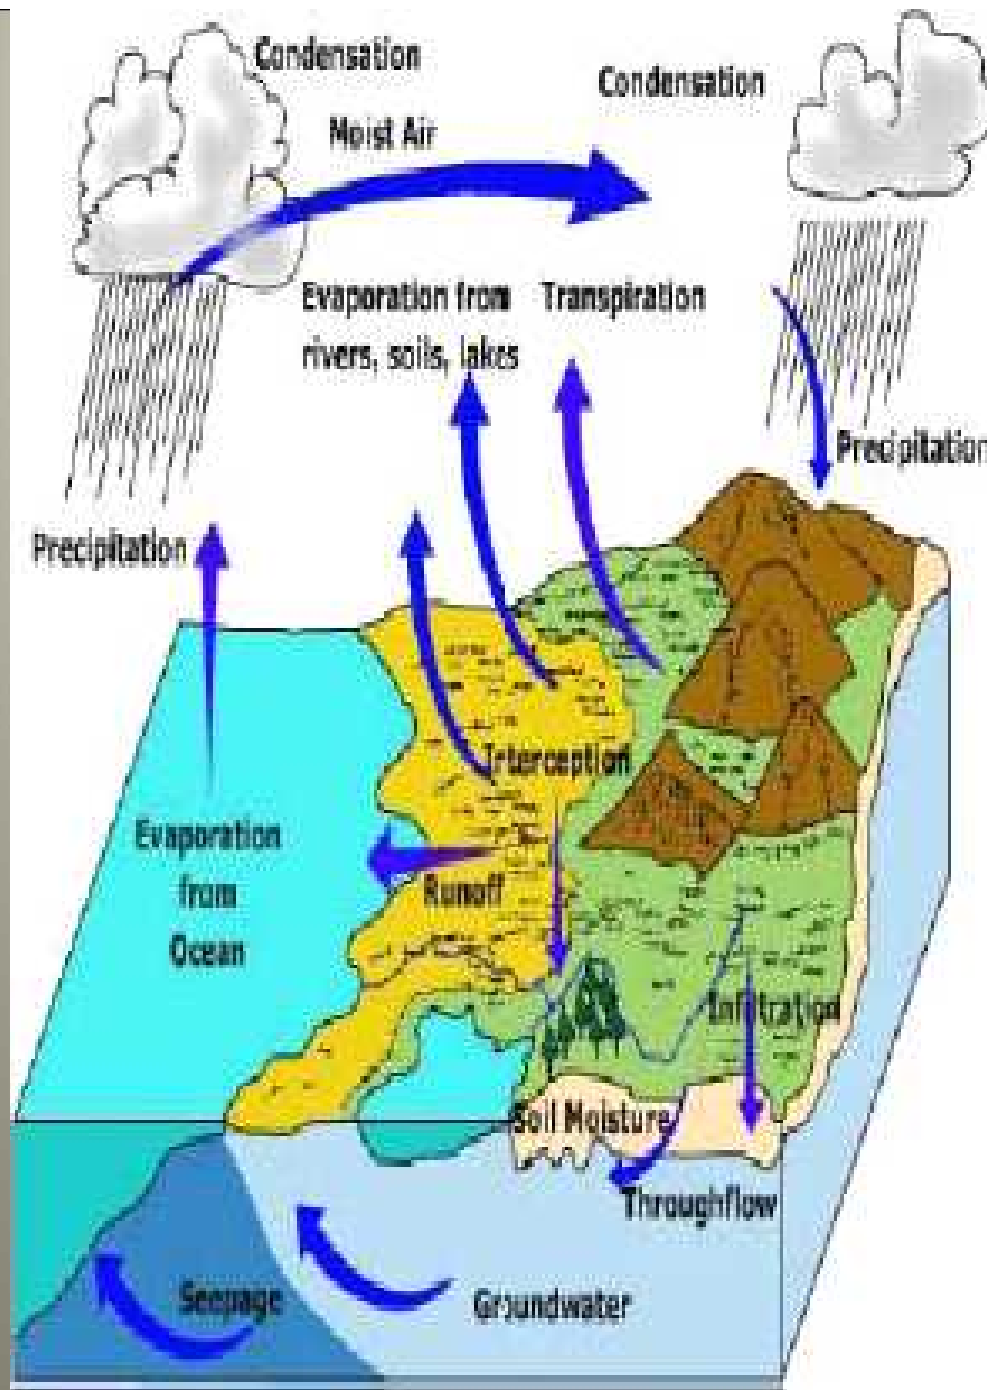 Condensation
Condensation
Moist Air
Evaporation from
rivers, soils, lakes
Transpiration
Precipitation
Precipitation
Interception
Evaporation
from
Ocean
Runoff
Infiltration
Soil Moisture
Throughflow
Seepage
Groundwater